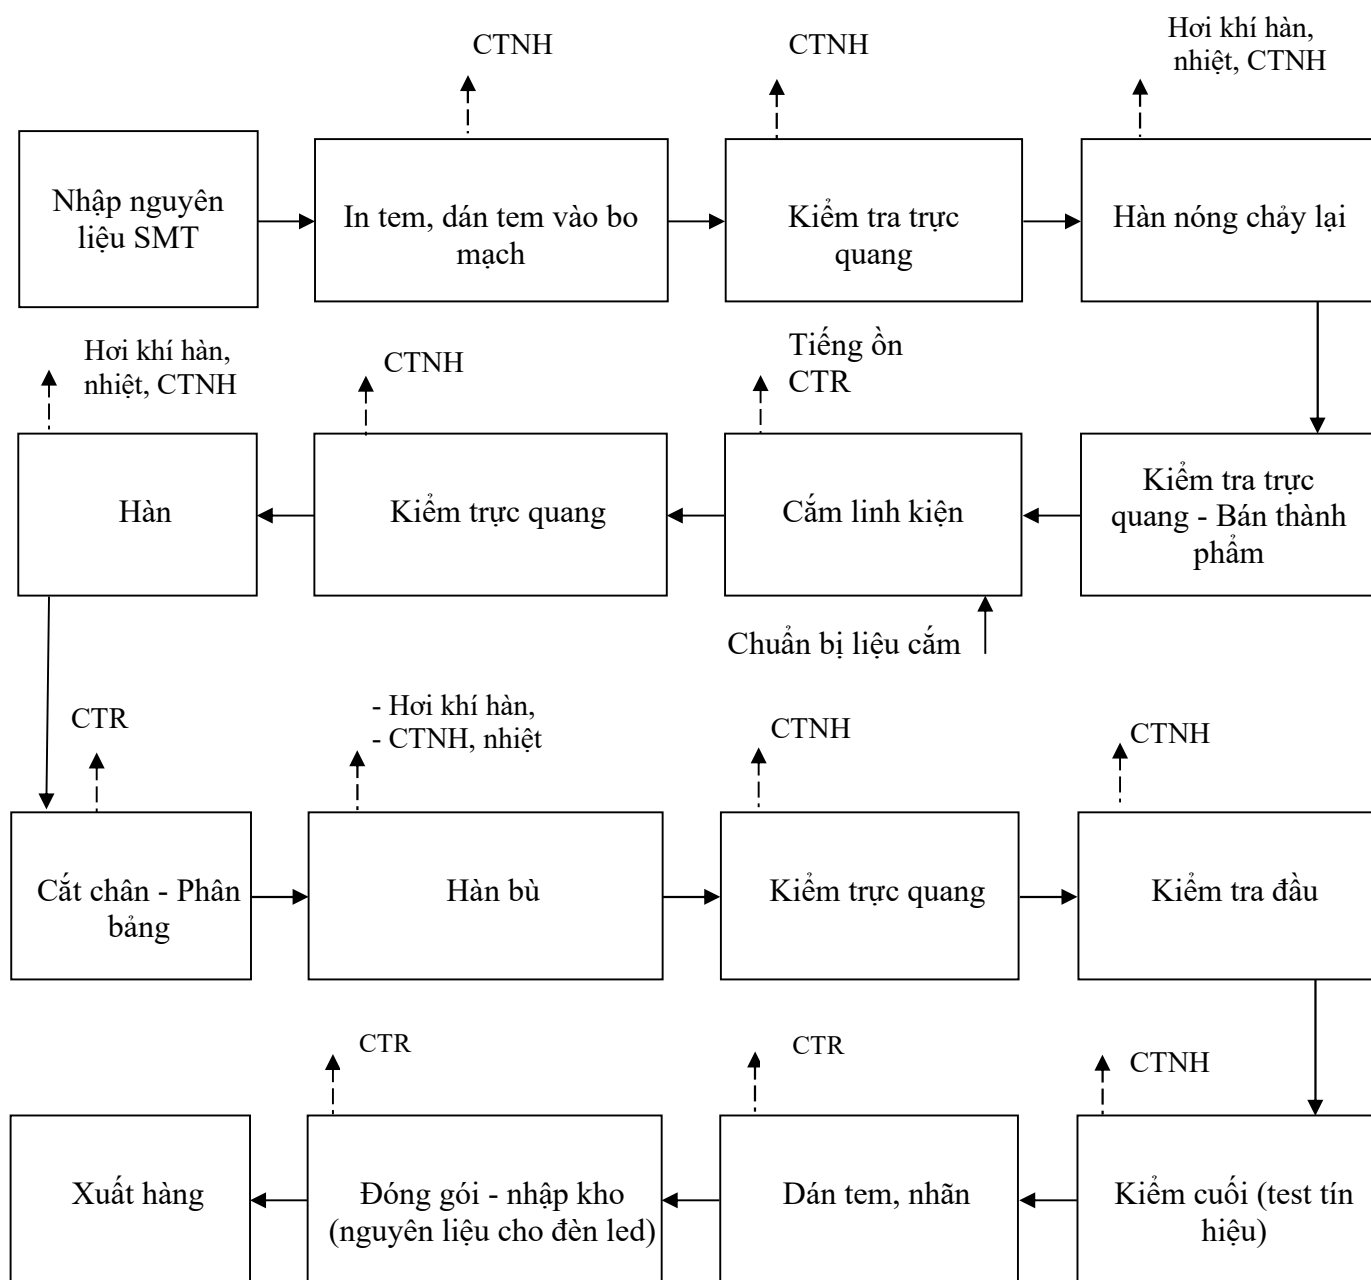 CTNH
CTNH
Hơi khí hàn,
nhiệt, CTNH
Nhập nguyên
liệu SMT
In tem, dán tem vào bo
mạch
Kiểm tra trực
quang
Hàn nóng chảy lại
Hơi khí hàn,
nhiệt, CTNH
CTNH
Tiếng ồn
CTR
Hàn
Kiểm trực quang
Cắm linh kiện
Kiểm tra trực
quang - Bán thành
phẩm
Chuẩn bị liệu cắm
CTR
- Hơi khí hàn,
- CTNH, nhiệt
CTNH
CTNH
Cắt chân - Phân
bảng
Hàn bù
Kiểm trực quang
Kiểm tra đầu
CTR
CTR
CTNH
Xuất hàng
Đóng gói - nhập kho
(nguyên liệu cho đèn led)
Dán tem, nhãn
Kiểm cuối (test tín
hiệu)